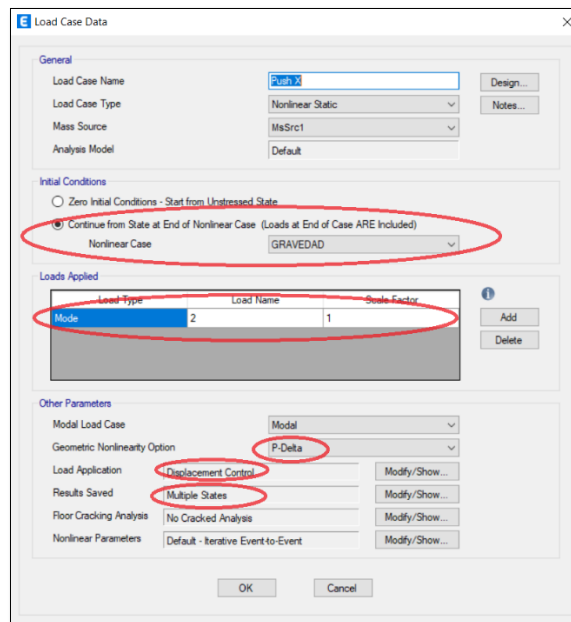 E Load Case Data
General
Load Case Name Push X Design...
Load Case Type Nonlinear Static Notes...
Mass Source MsSrc1
Analysis Model Default
Initial Conditions
Zero Initial Conditions - Start from Unstressed State
Continue from State at End of Nonlinear Case (Loads at End of Case ARE Included)
Nonlinear Case GRAVEDAD
Loads Applied
Load Type Load Name Scale Factor
Mode 2 1 Add
Delete
Other Parameters
Modal Load Case Modal
Geometric Nonlinearity Option P-Delta
Load Application Displacement Control Modify/Show...
Results Saved Multiple States Modify/Show...
Floor Cracking Analysis No Cracked Analysis Modify/Show...
Nonlinear Parameters Default - Iterative Event-to-Event Modify/Show...
OK Cancel